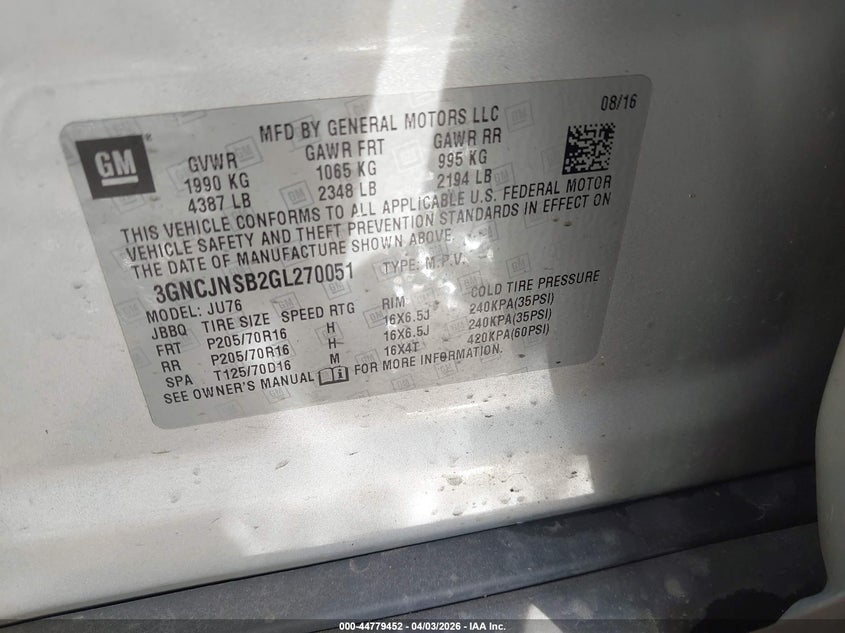 08/16
MFD BY GENERAL MOTORS LLC
GM
GVWR GAWR FRT GAWR RR
1990 KG 1065 KG 995 KG
4387 LB 2348 LB 2194 LB
THIS VEHICLE CONFORMS TO ALL APPLICABLE U.S. FEDERAL MOTOR
VEHICLE SAFETY AND THEFT PREVENTION STANDARDS IN EFFECT ON
THE DATE OF MANUFACTURE SHOWN ABOVE.
3GNCJNSB2GL270051 TYPE: M.P.V.
MODEL: JU76
JBBQ TIRE SIZE SPEED RTG RIM COLD TIRE PRESSURE
FRT P205/70R16 H 16X6.5J 240KPA(35PSI)
RR P205/70R16 H 16X6.5J 240KPA(35PSI)
SPA T125/70D16 M 16X4T 420KPA(60PSI)
SEE OWNER'S MANUAL FOR MORE INFORMATION.
000-44779452 - 04/03/2026 - IAA Inc.